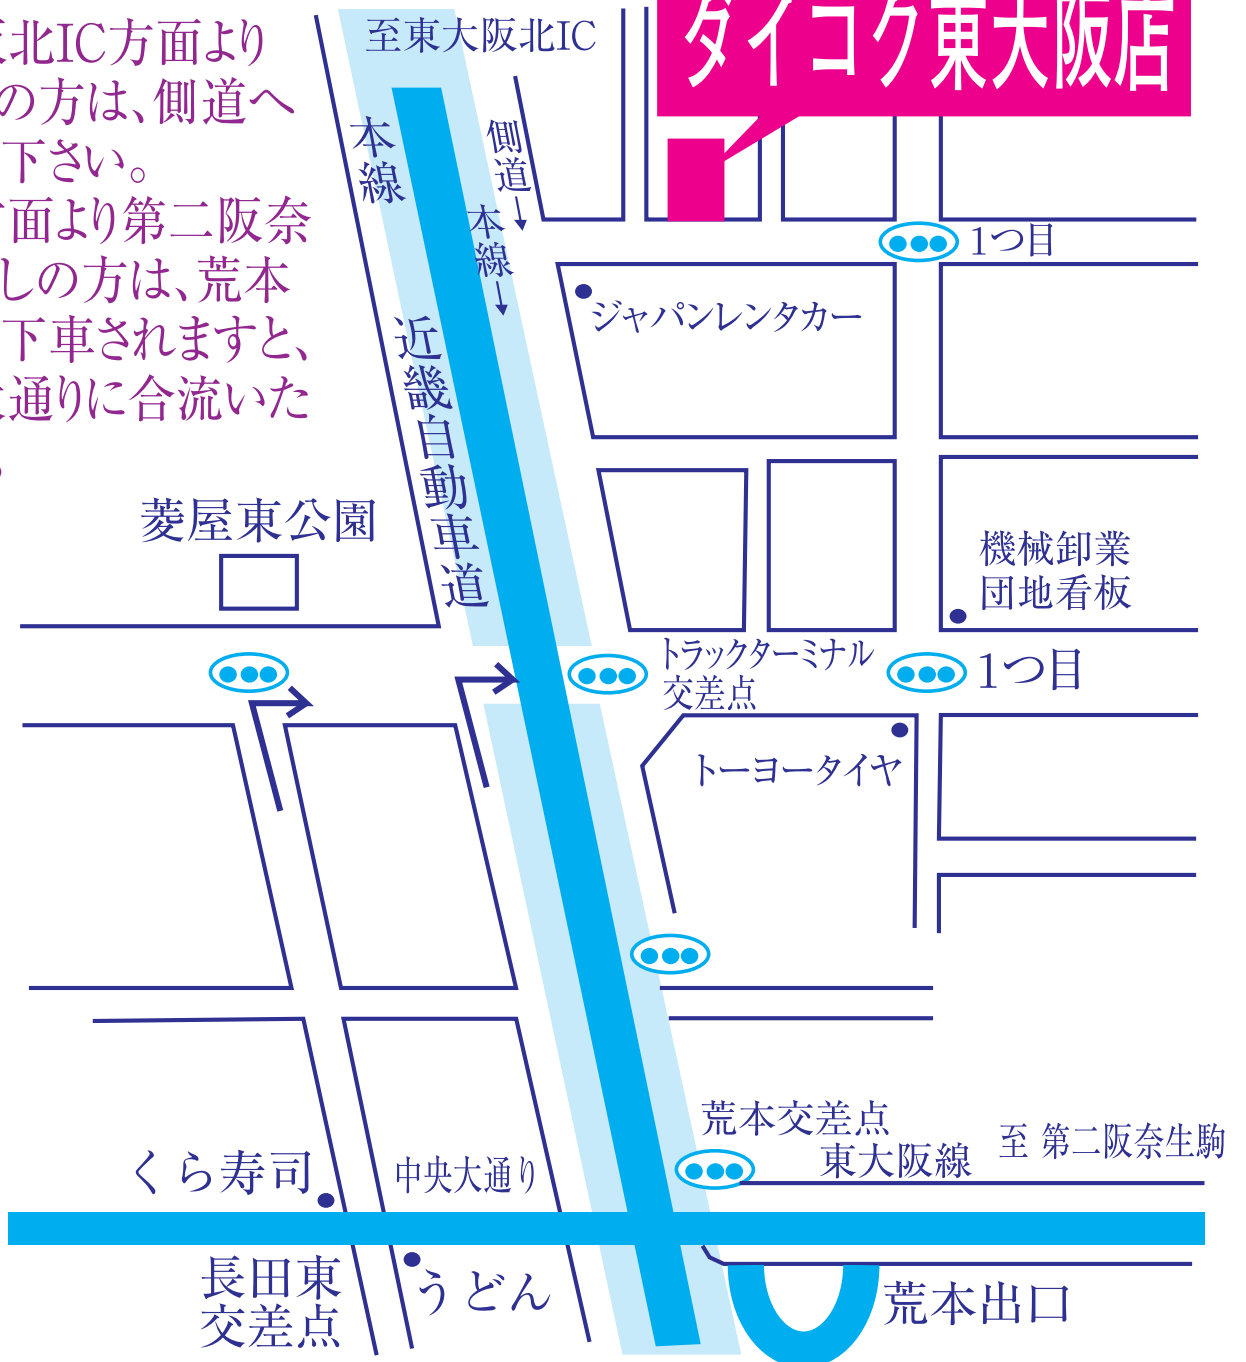 ダイコク東大阪店
至東大阪北IC
北IC方面より
の方は、側道へ
下さい。
面より第二阪奈
しの方は、荒本
下車されますと、
通りに合流いた
本線
側道
本線
1つ目
ジャパンレンタカー
近畿自動車道
菱屋東公園
機械卸業
団地看板
トラックターミナル
交差点
1つ目
トーヨータイヤ
荒本交差点
東大阪線
至 第二阪奈生駒
くら寿司
中央大通り
長田東
交差点
うどん
荒本出口